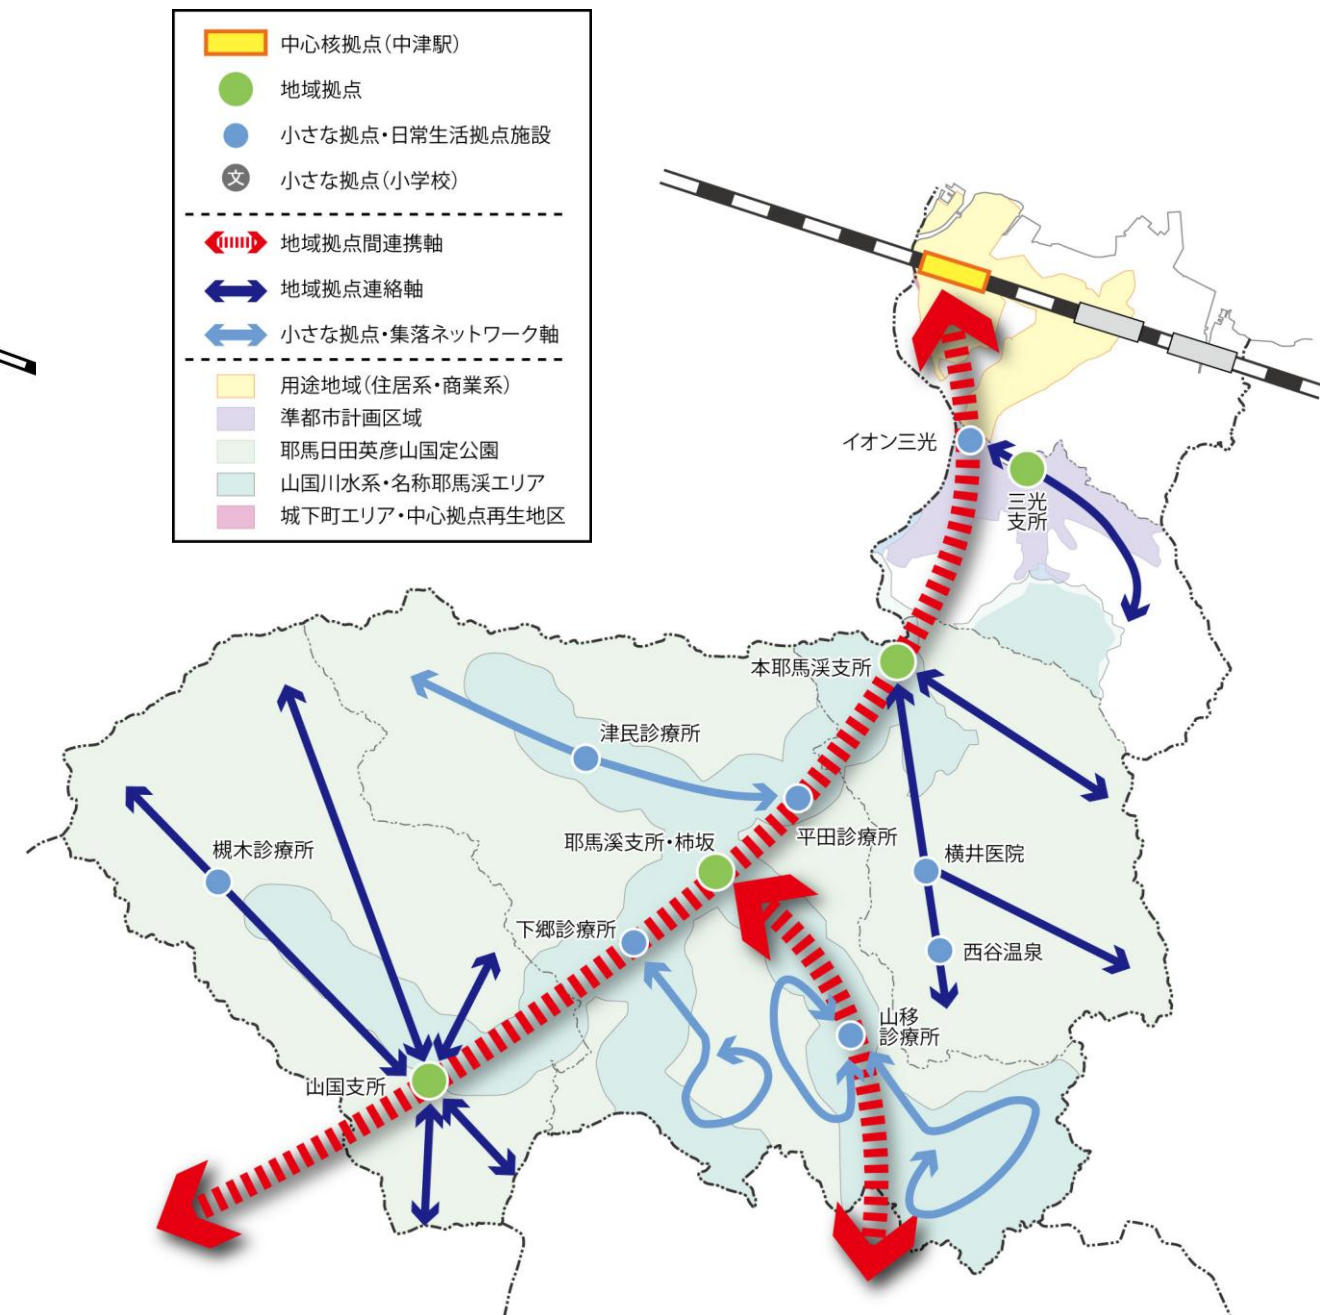 中心核拠点(中津駅)
地域拠点
小さな拠点・日常生活拠点施設
文 小さな拠点(小学校)
地域拠点間連携軸
地域拠点連絡軸
小さな拠点・集落ネットワーク軸
用途地域(住居系・商業系)
準都市計画区域
耶馬日田英彦山国定公園
山国川水系・名称耶馬渓エリア
城下町エリア・中心拠点再生地区
イオン三光
三光
支所
本耶馬渓支所
津民診療所
平田診療所
耶馬溪支所・柿坂
横井医院
槻木診療所
下郷診療所
西谷温泉
山移
診療所
山国支所